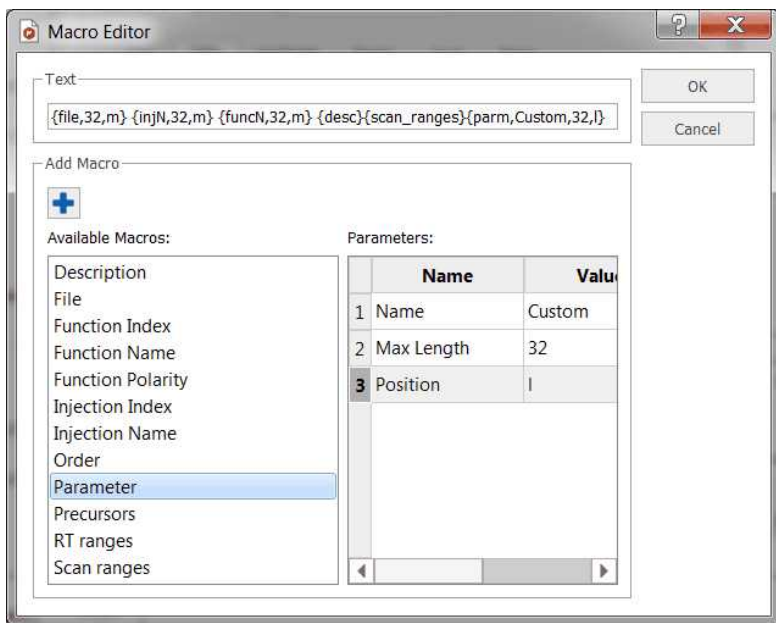 Macro Editor
Text
OK
{file,32,m} {injN,32,m} {funcN,32,m} {desc}{scan_ranges}{parm,Custom,32,l}
Cancel
Add Macro
Available Macros:
Parameters:
Description
File
Function Index
Function Name
Function Polarity
Injection Index
Injection Name
Order
Parameter
Precursors
RT ranges
Scan ranges
Name Valu
1 Name Custom
2 Max Length 32
3 Position l